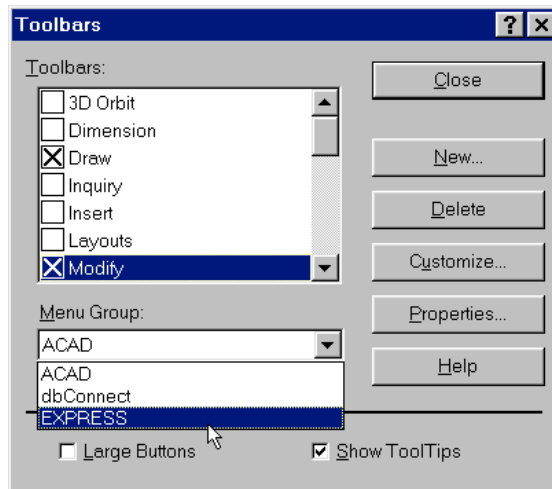 Toolbars
Toolbars:
3D Orbit
Dimension
Draw
Inquiry
Insert
Layouts
Modify
Menu Group:
ACAD
ACAD
dbConnect
EXPRESS
Large Buttons
Show ToolTips
Close
New...
Delete
Customize...
Properties...
Help